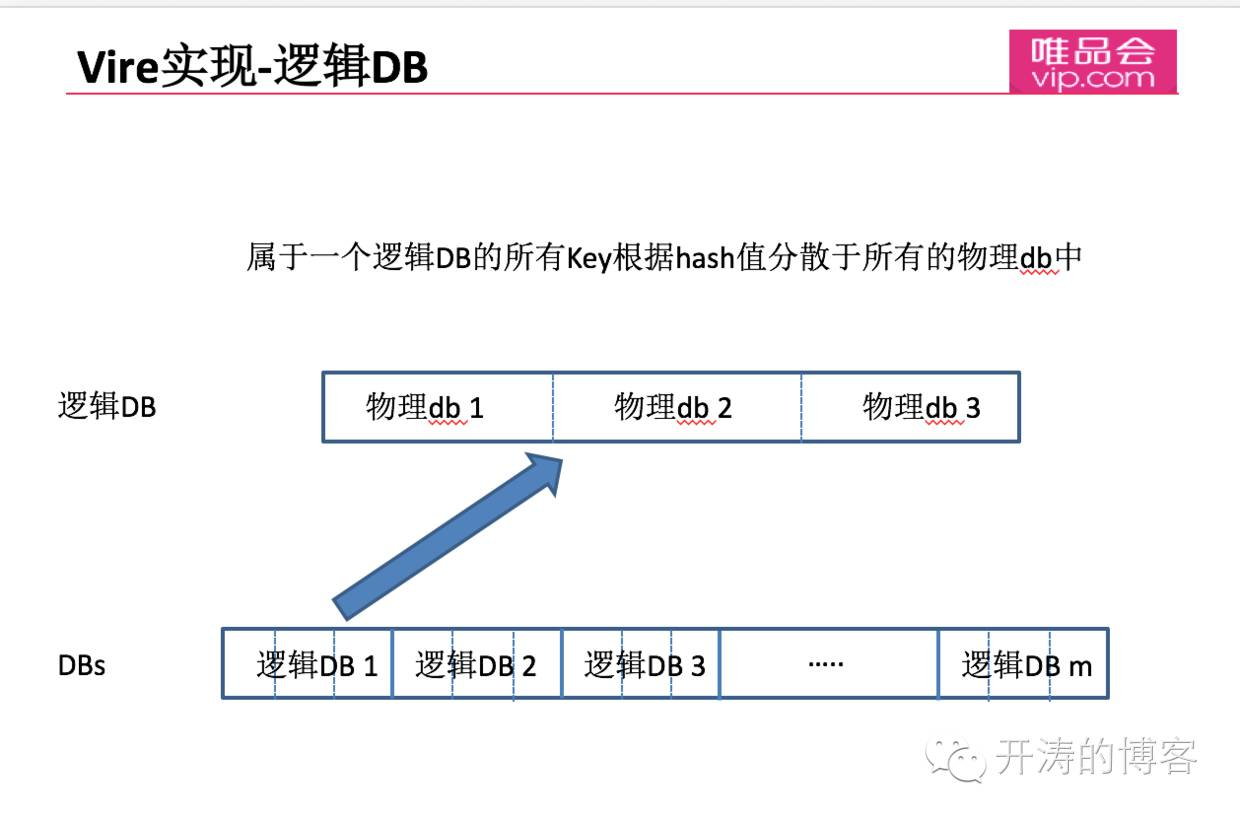 Vire实现-逻辑DB
唯品会
vip.com
属于一个逻辑DB的所有Key根据hash值分散于所有的物理db中
逻辑DB
物理db 1
物理db 2
物理db 3
DBs
逻辑DB 1
逻辑DB 2
逻辑DB 3
.....
逻辑DB m
开涛的博客